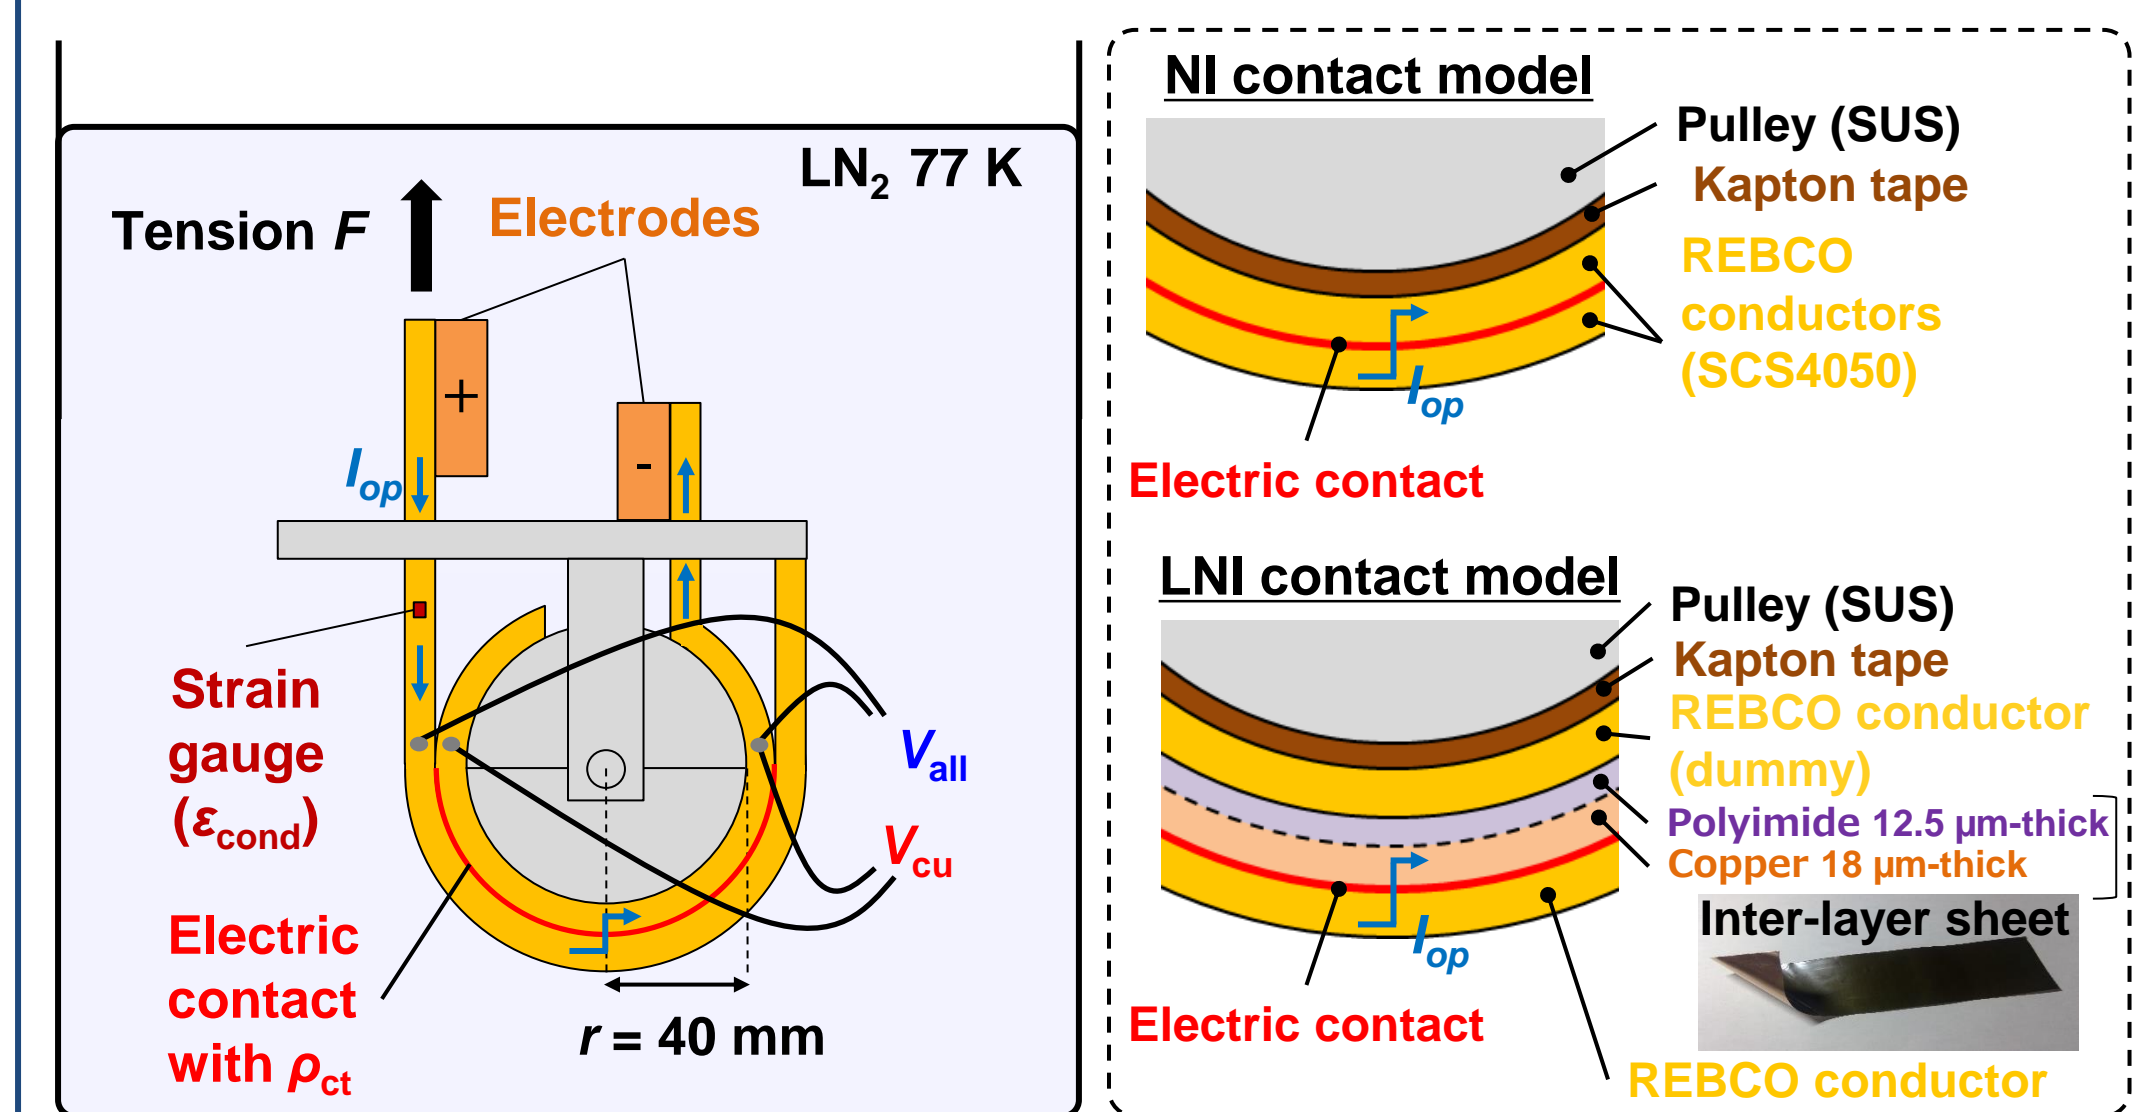 LN₂ 77 K
Tension F
Electrodes
+
-
Iop
Strain
gauge
(εcond)
Vall
Vcu
Electric
contact
with ρct
r = 40 mm
NI contact model
Pulley (SUS)
Kapton tape
REBCO
conductors
(SCS4050)
Iop
Electric contact
LNI contact model
Pulley (SUS)
Kapton tape
REBCO conductor
(dummy)
Polyimide 12.5 µm-thick
Copper 18 µm-thick
Inter-layer sheet
Iop
Electric contact
REBCO conductor